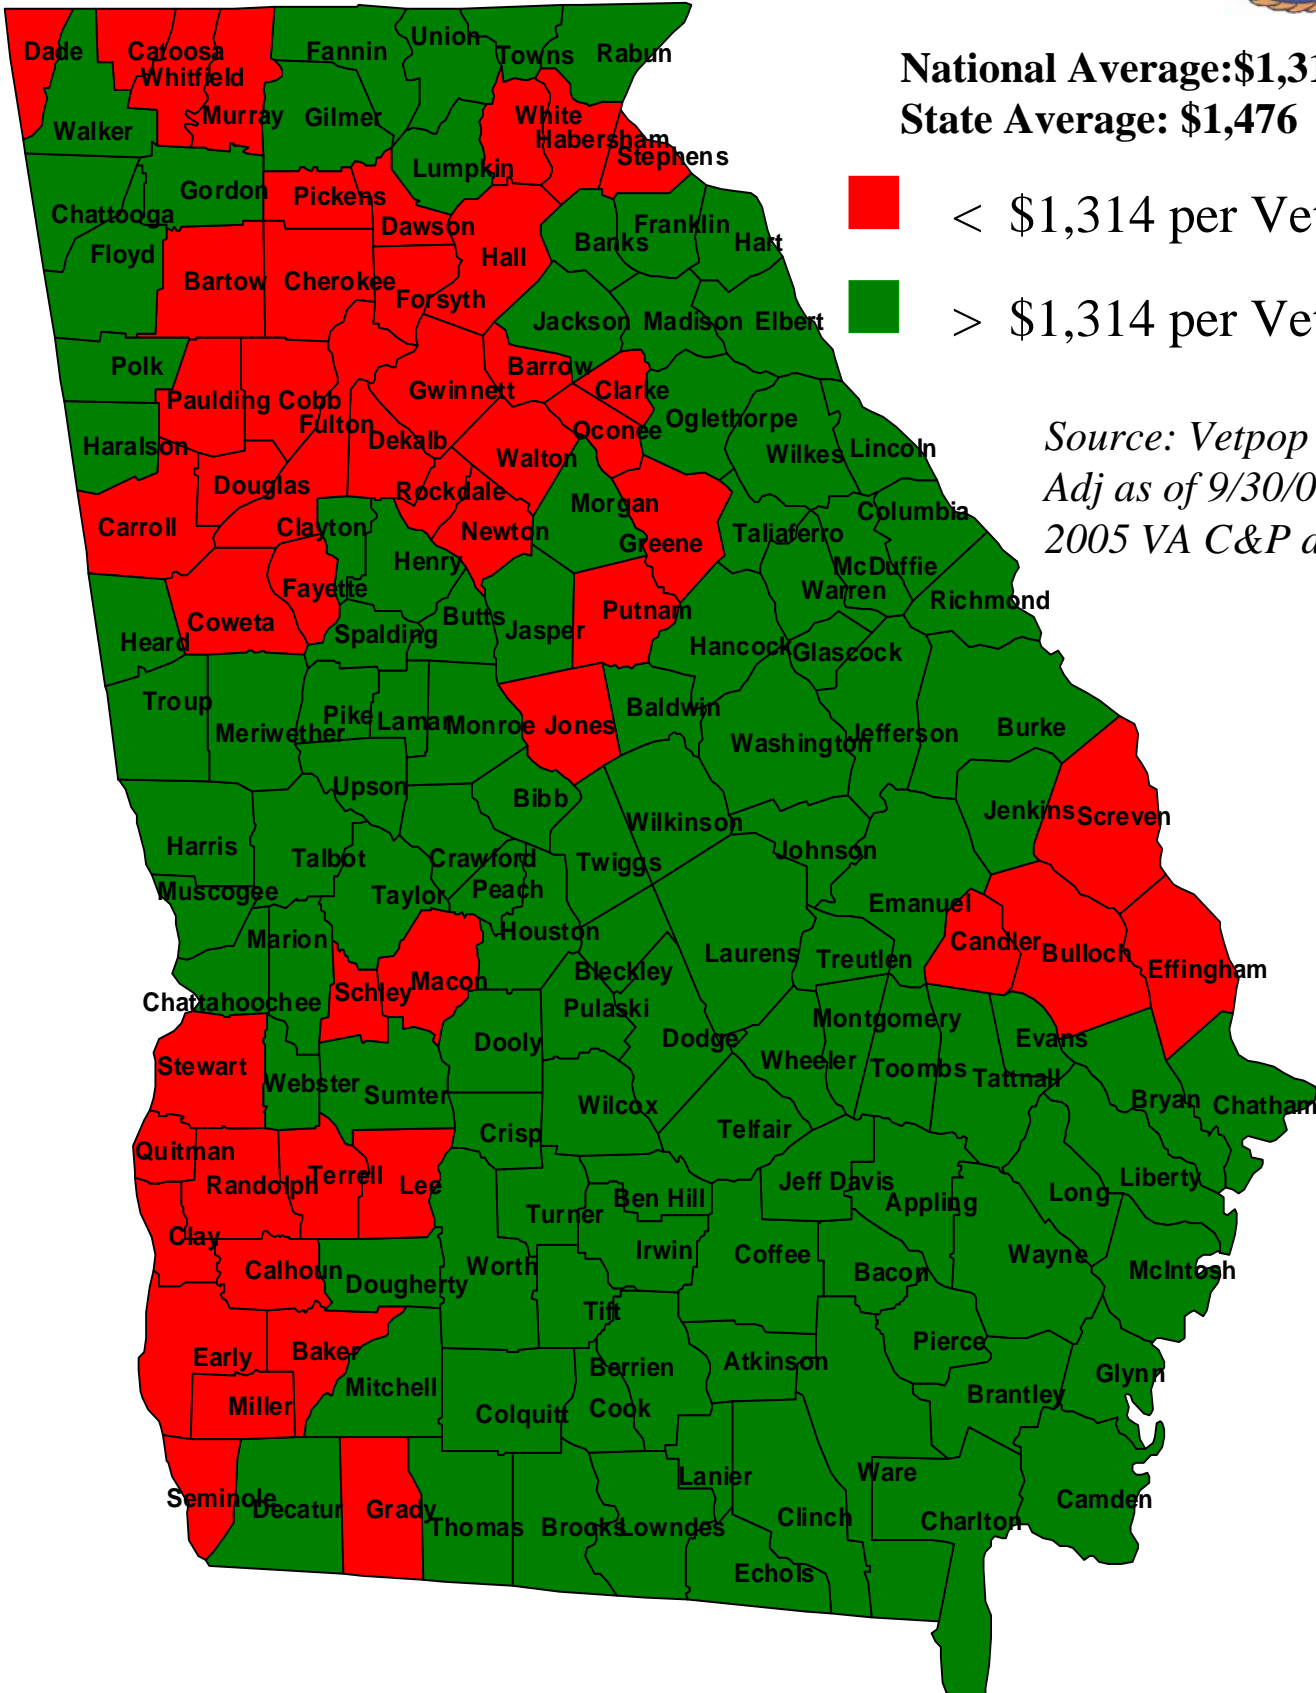 National Average:$1,31
State Average: $1,476
< $1,314 per Vet
> $1,314 per Vet
Source: Vetpop
Adj as of 9/30/0
2005 VA C&P a
Dade
Catoosa
Whitfield
Murray
Fannin
Union
Towns
Rabun
Walker
Gilmer
White
Habersham
Stephens
Lumpkin
Chattooga
Gordon
Pickens
Dawson
Hall
Banks
Franklin
Hart
Floyd
Bartow
Cherokee
Forsyth
Jackson
Madison
Elbert
Polk
Paulding
Cobb
Fulton
Dekalb
Gwinnett
Barrow
Clarke
Oconee
Oglethorpe
Wilkes
Lincoln
Haralson
Douglas
Rockdale
Walton
Morgan
Greene
Taliaferro
Columbia
McDuffie
Warren
Richmond
Carroll
Clayton
Fayette
Henry
Newton
Heard
Coweta
Spalding
Butts
Jasper
Putnam
Hancock
Glascock
Troup
Meriwether
Pike
Lamar
Monroe
Jones
Baldwin
Washington
Jefferson
Burke
Upson
Bibb
Wilkinson
Jenkins
Screven
Harris
Talbot
Crawford
Peach
Twiggs
Johnson
Muscogee
Taylor
Emanuel
Marion
Houston
Laurens
Treutlen
Candler
Bulloch
Effingham
Chattahoochee
Schley
Macon
Bleckley
Pulaski
Dooly
Dodge
Montgomery
Wheeler
Toombs
Tattnall
Evans
Bryan
Chatham
Stewart
Webster
Sumter
Crisp
Wilcox
Telfair
Quitman
Randolph
Terrell
Lee
Turner
Ben Hill
Jeff Davis
Appling
Long
Liberty
Clay
Calhoun
Dougherty
Worth
Irwin
Coffee
Bacon
Wayne
McIntosh
Early
Baker
Tift
Berrien
Atkinson
Pierce
Brantley
Glynn
Miller
Mitchell
Colquitt
Cook
Seminole
Decatur
Grady
Thomas
Brooks
Lowndes
Lanier
Echols
Clinch
Ware
Charlton
Camden